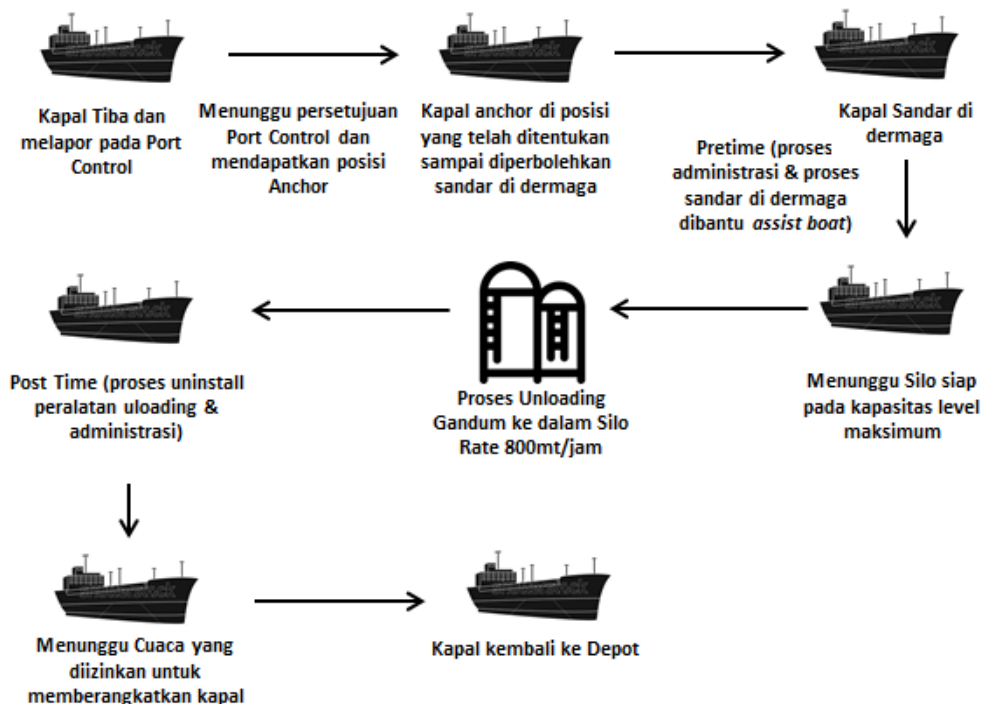 Kapal Tiba dan
melapor pada Port
Control
Menunggu persetujuan
Port Control dan
mendapatkan posisi
Anchor
Kapal anchor di posisi
yang telah ditentukan
sampai diperbolehkan
sandar di dermaga
Pretime (proses
administrasi & proses
sandar di dermaga
dibantu assist boat)
Kapal Sandar di
dermaga
Menunggu Silo siap
pada kapasitas level
maksimum
Proses Unloading
Gandum ke dalam Silo
Rate 800mt/jam
Post Time (proses uninstall
peralatan uloading &
administrasi)
Menunggu Cuaca yang
diizinkan untuk
memberangkatkan kapal
Kapal kembali ke Depot